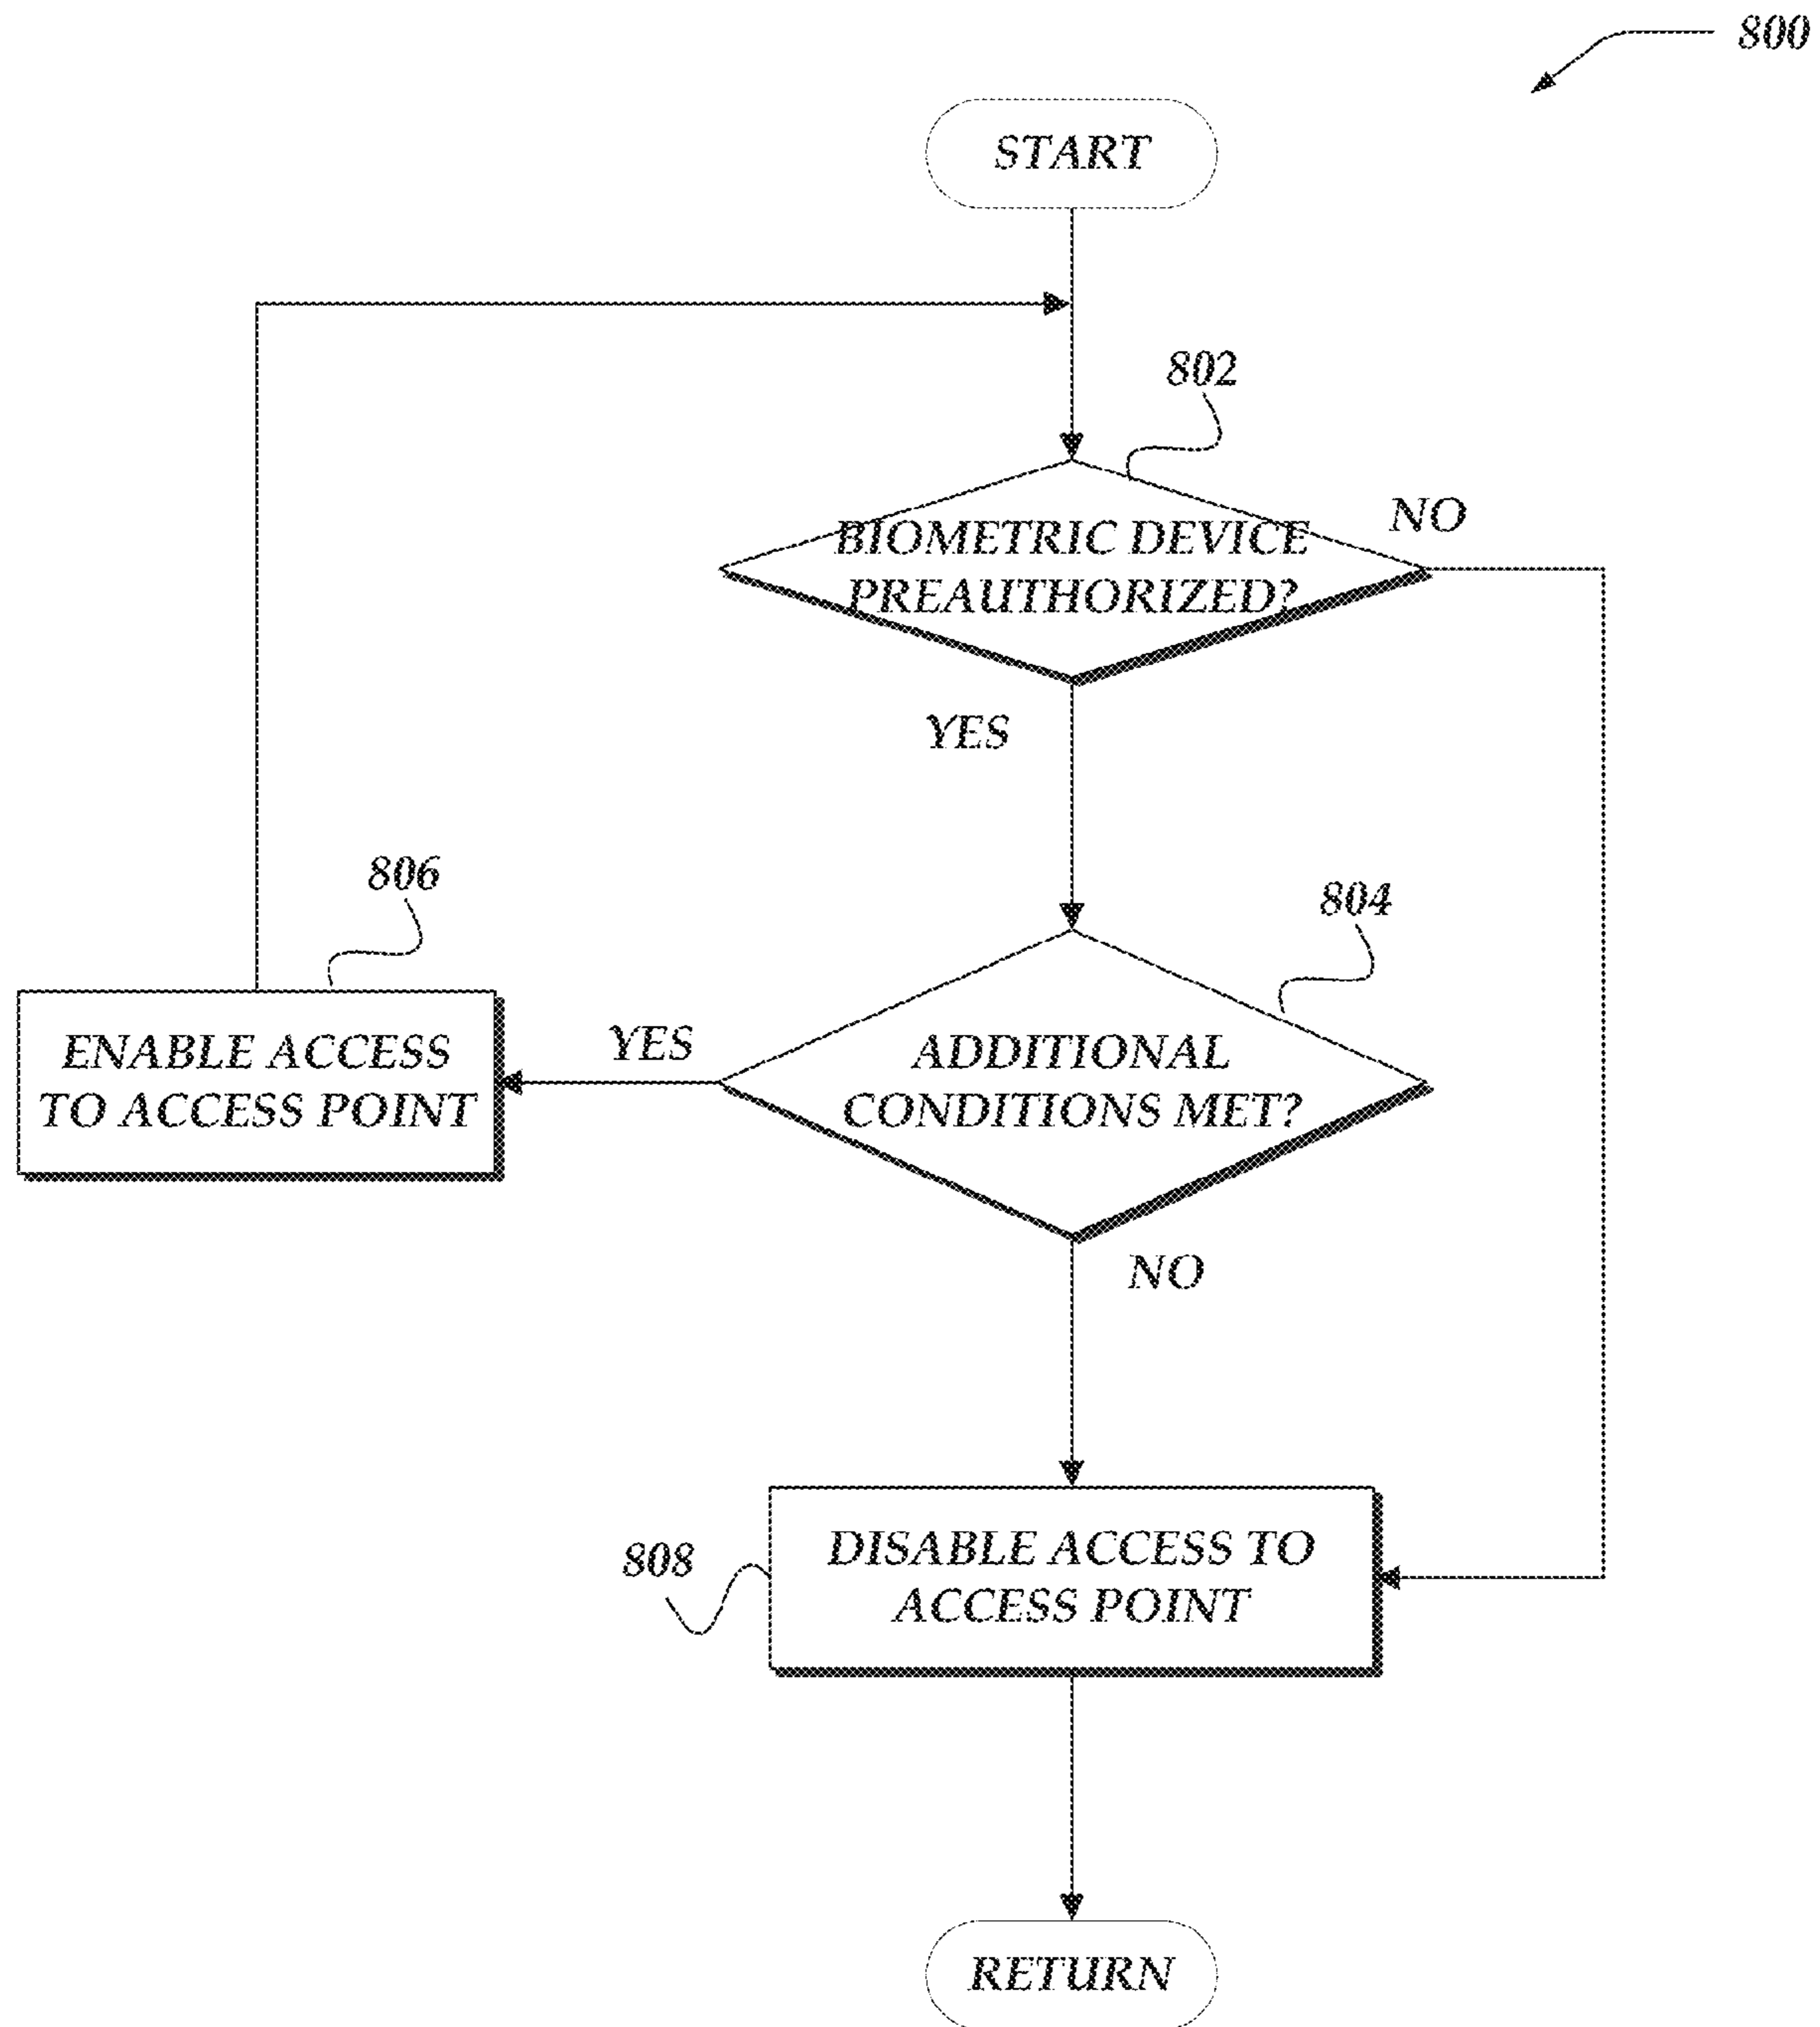 800
START
802
BIOMETRIC DEVICE
PREAUTHORIZED?
NO
YES
806
804
ENABLE ACCESS
TO ACCESS POINT
YES
ADDITIONAL
CONDITIONS MET?
NO
808
DISABLE ACCESS TO
ACCESS POINT
RETURN